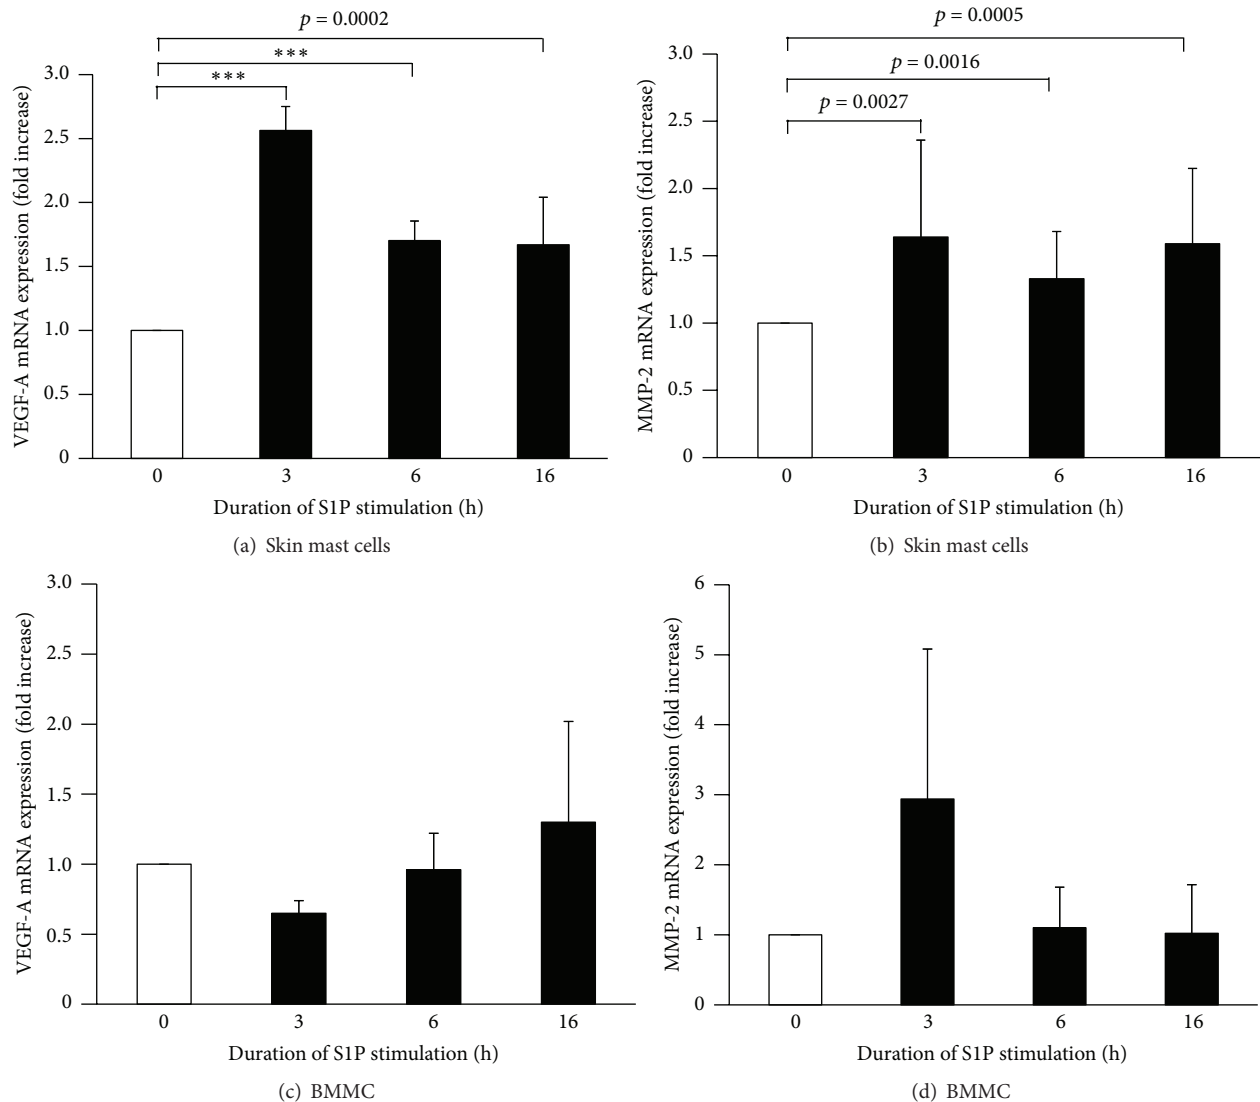 p = 0.0002
***
***
3.0
2.5
2.0
1.5
1.0
0.5
0
VEGF-A mRNA expression (fold increase)
0 3 6 16
Duration of S1P stimulation (h)
(a) Skin mast cells
p = 0.0005
p = 0.0016
p = 0.0027
3.0
2.5
2.0
1.5
1.0
0.5
0
MMP-2 mRNA expression (fold increase)
0 3 6 16
Duration of S1P stimulation (h)
(b) Skin mast cells
3.0
2.5
2.0
1.5
1.0
0.5
0
VEGF-A mRNA expression (fold increase)
0 3 6 16
Duration of S1P stimulation (h)
(c) BMMC
6
5
4
3
2
1
0
MMP-2 mRNA expression (fold increase)
0 3 6 16
Duration of S1P stimulation (h)
(d) BMMC